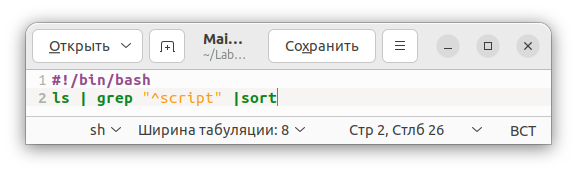 Открыть
Mai...
~/Lab...
Сохранить
1 #!/bin/bash
2 ls | grep "^script" |sort
sh Ширина табуляции: 8 Стр 2, Стлб 26 ВСТ